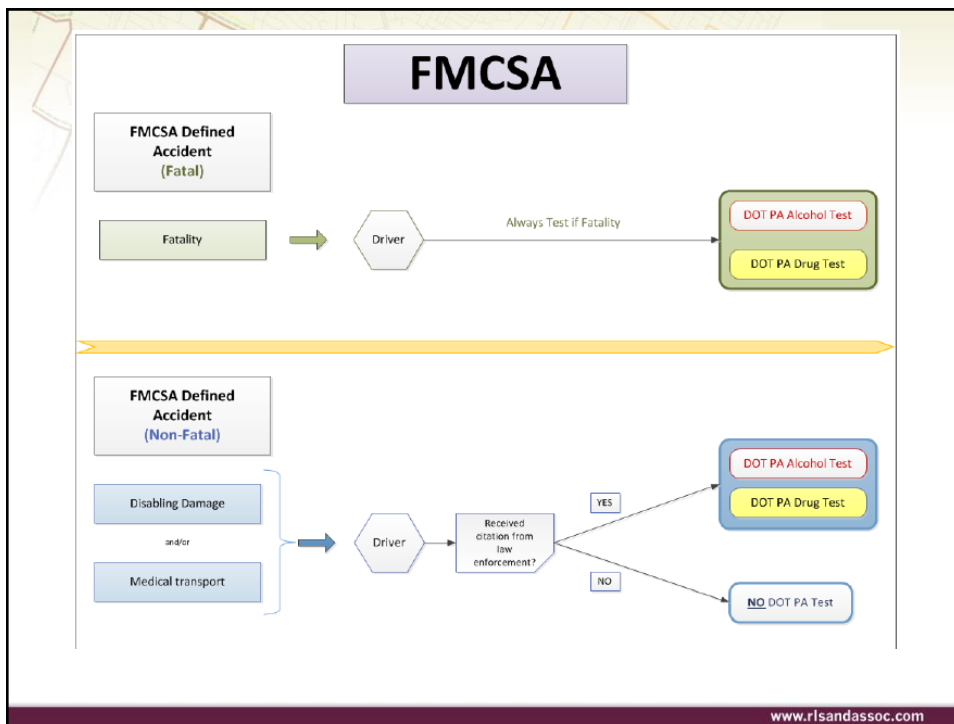 FMCSA
FMCSA Defined
Accident
(Fatal)
Fatality
Driver
Always Test if Fatality
DOT PA Alcohol Test
DOT PA Drug Test
FMCSA Defined
Accident
(Non-Fatal)
Disabling Damage
and/or
Medical transport
Driver
Received
citation from
law
enforcement?
YES
NO
DOT PA Alcohol Test
DOT PA Drug Test
NO DOT PA Test
www.rlsandassoc.com